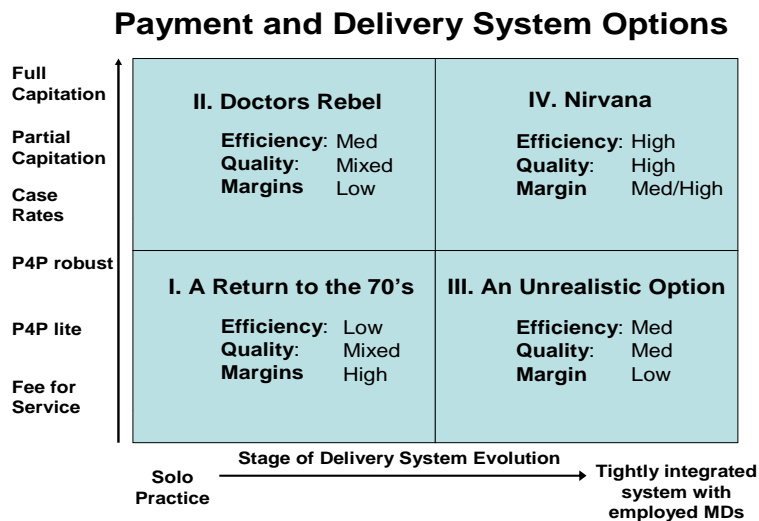 Payment and Delivery System Options
Full
Capitation
Partial
Capitation
Case
Rates
P4P robust
P4P lite
Fee for
Service
II. Doctors Rebel
Efficiency: Med
Quality: Mixed
Margins Low
IV. Nirvana
Efficiency: High
Quality: High
Margin Med/High
I. A Return to the 70's
Efficiency: Low
Quality: Mixed
Margins High
III. An Unrealistic Option
Efficiency: Med
Quality: Med
Margin Low
Stage of Delivery System Evolution
Solo
Practice
Tightly integrated
system with
employed MDs